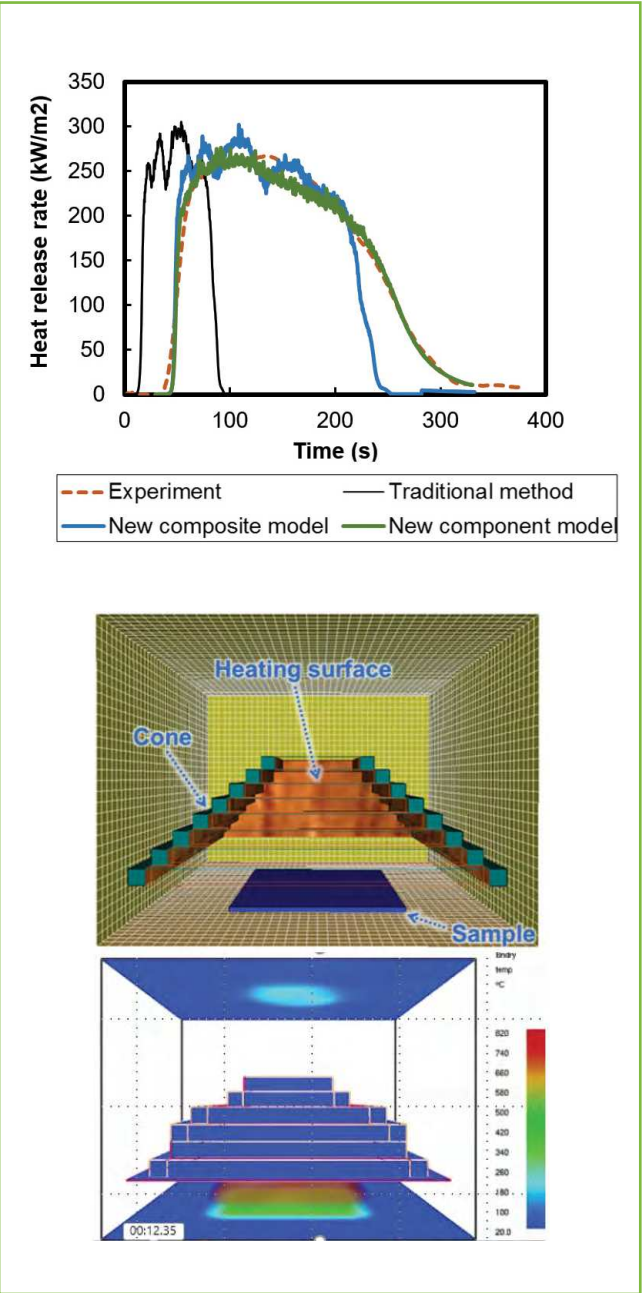 350
300
250
200
150
100
50
0
Heat release rate (kW/m2)
0 100 200 300 400
Time (s)
Experiment Traditional method
New composite model New component model
Heating surface
Cone
Sample
Bndry
temp
°C
820
740
660
580
500
420
340
260
180
100
20.0
00:12.35